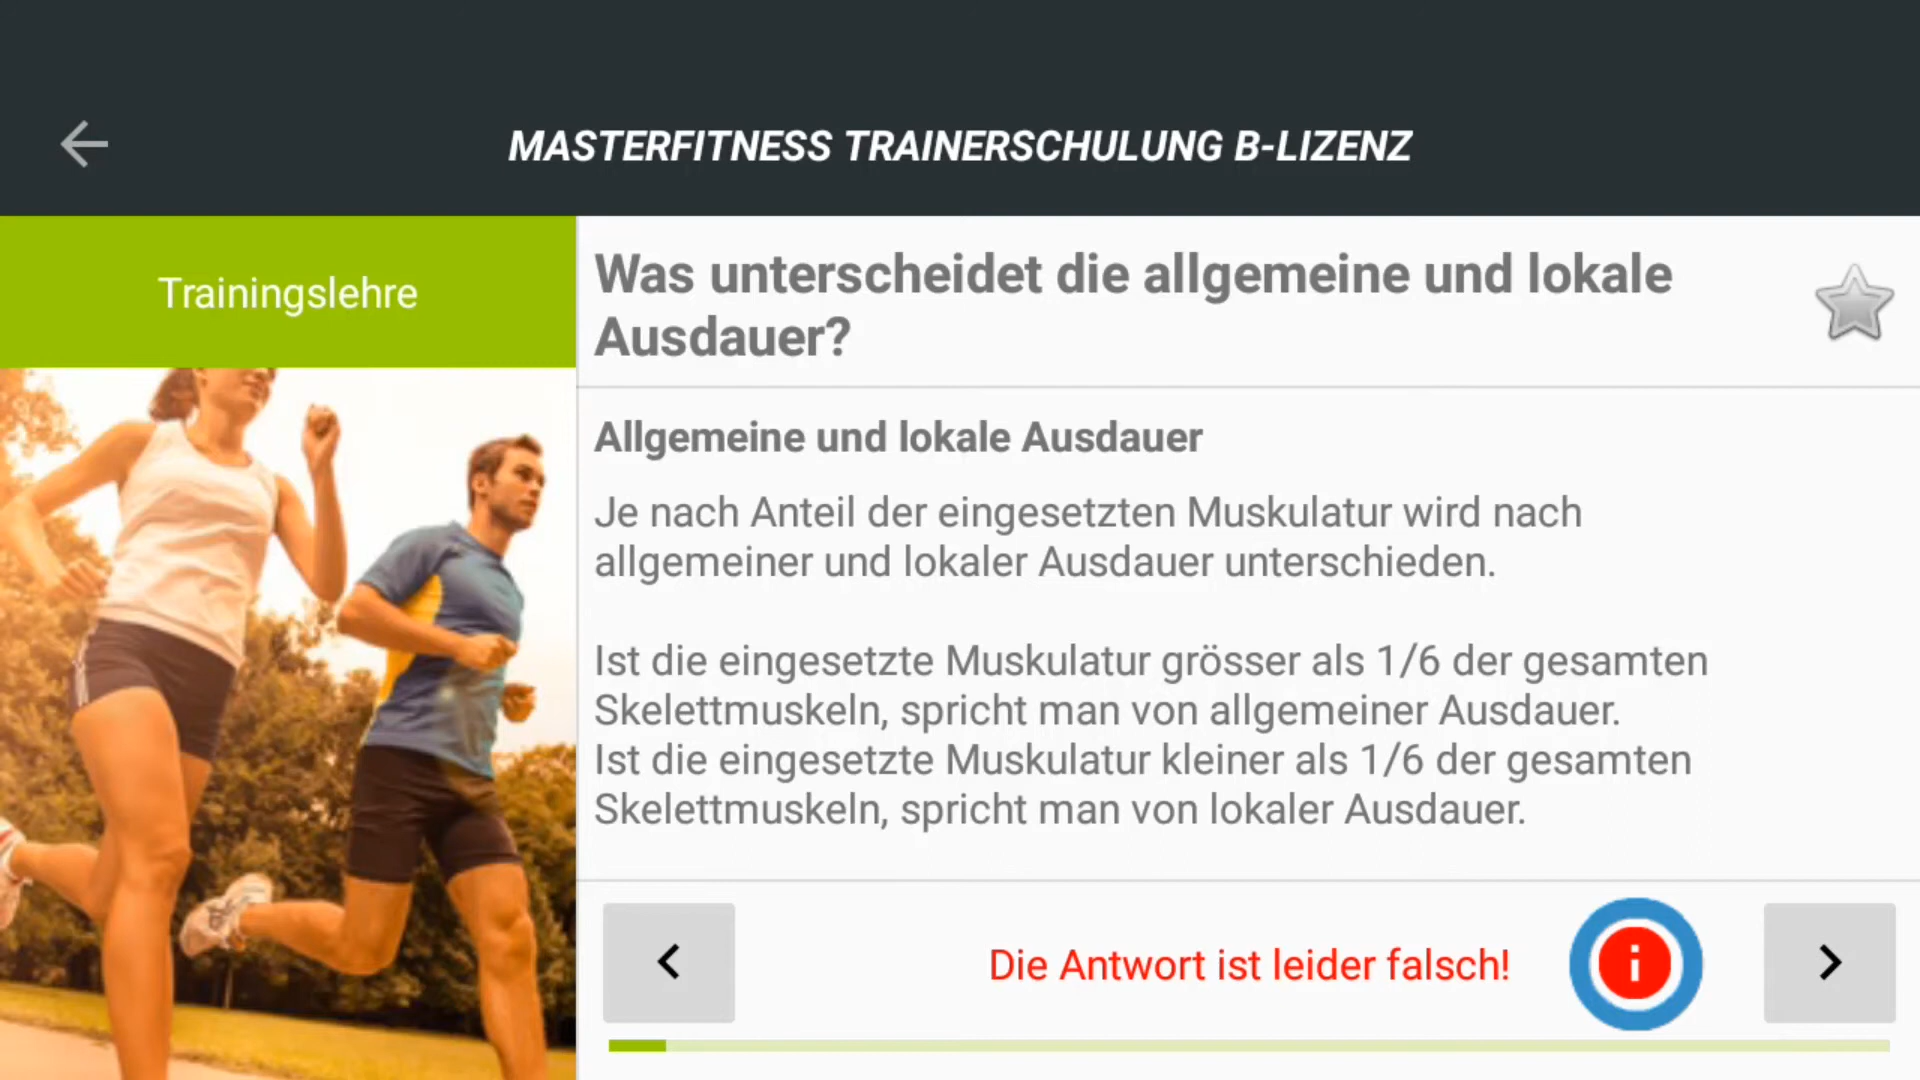 MASTERFITNESS TRAINERSCHULUNG B-LIZENZ
Trainingslehre
Was unterscheidet die allgemeine und lokale
Ausdauer?
Allgemeine und lokale Ausdauer
Je nach Anteil der eingesetzten Muskulatur wird nach
allgemeiner und lokaler Ausdauer unterschieden.
Ist die eingesetzte Muskulatur grösser als 1/6 der gesamten
Skelettmuskeln, spricht man von allgemeiner Ausdauer.
Ist die eingesetzte Muskulatur kleiner als 1/6 der gesamten
Skelettmuskeln, spricht man von lokaler Ausdauer.
Die Antwort ist leider falsch!
i